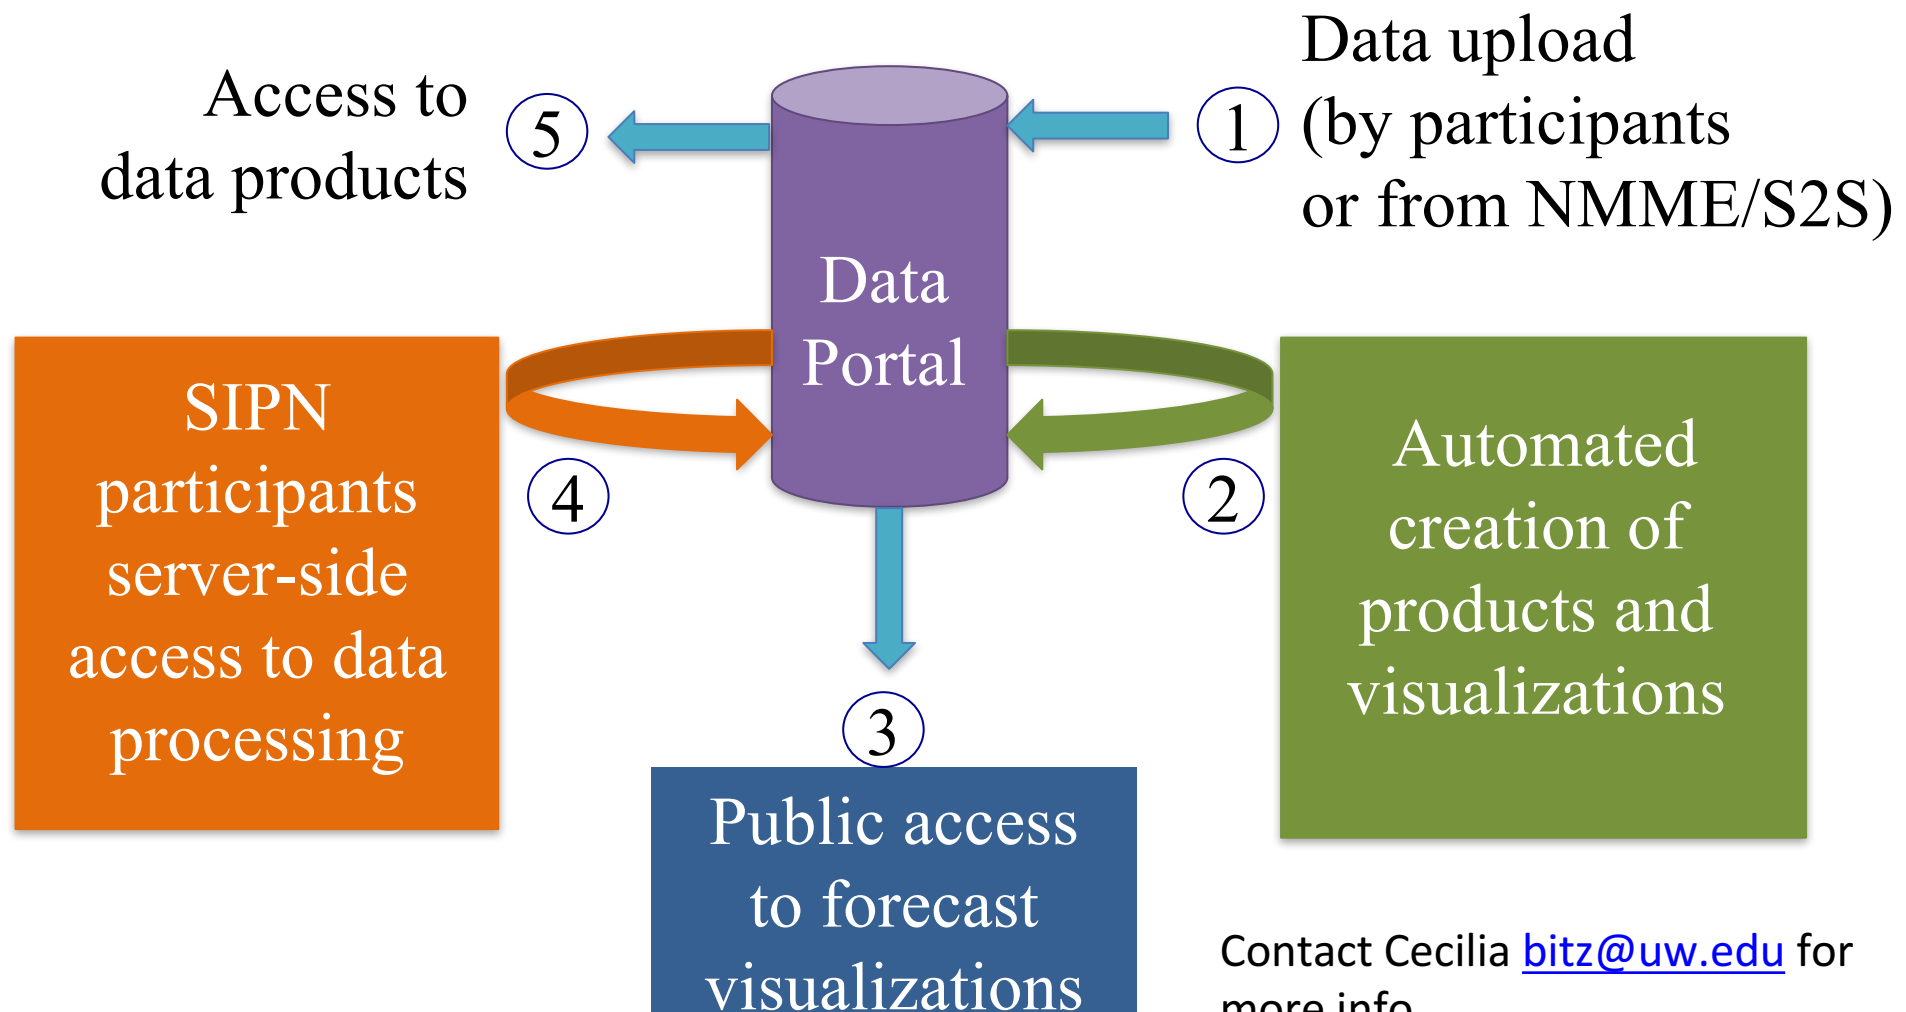 Access to
data products
5
1
Data upload
(by participants
or from NMME/S2S)
Data
Portal
SIPN
participants
server-side
access to data
processing
4
2
Automated
creation of
products and
visualizations
3
Public access
to forecast
visualizations
Contact Cecilia bitz@uw.edu for
more info